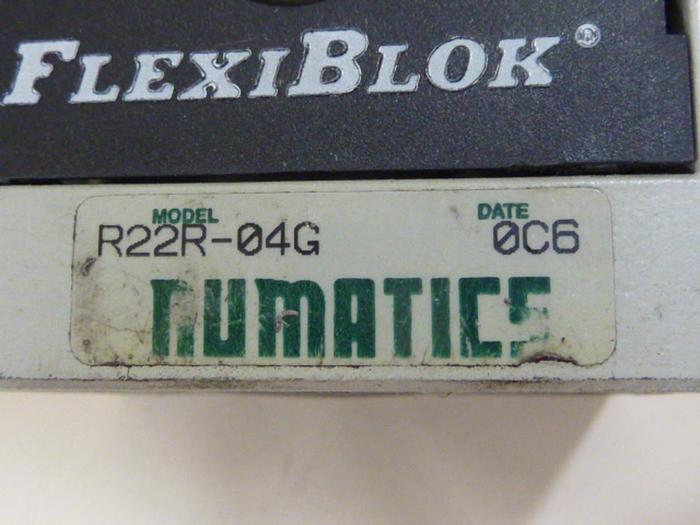 FLEXIBLOK®
MODEL DATE
R22R-04G 0C6
NUMATICS